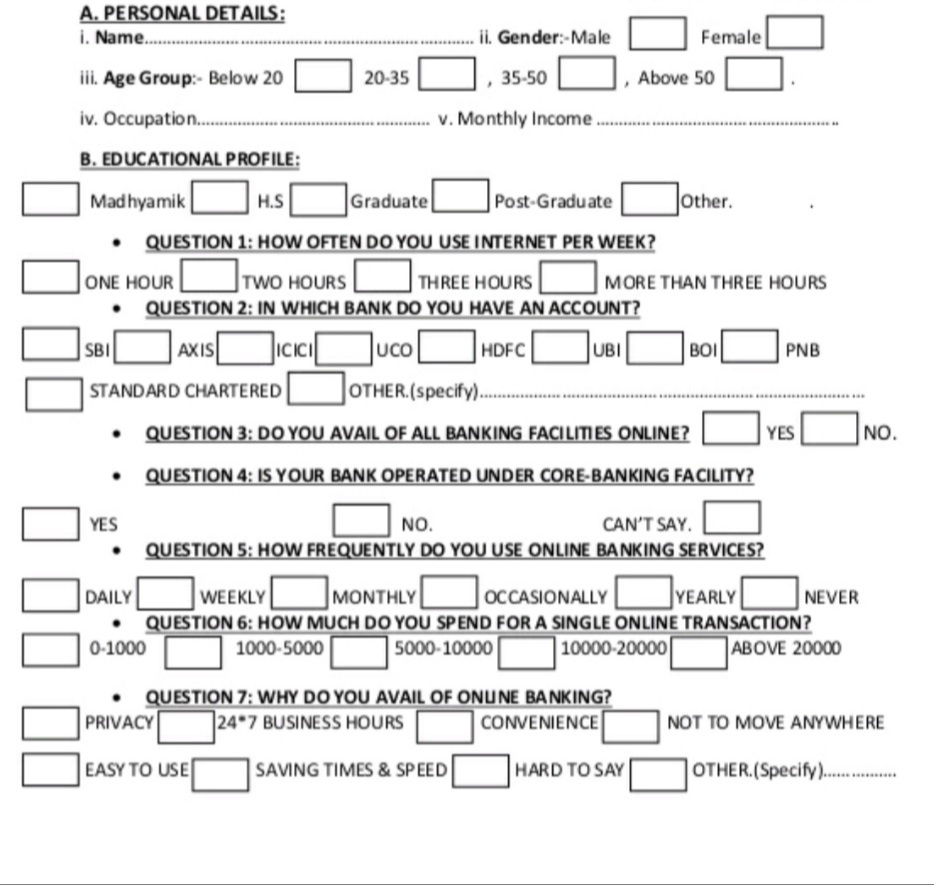 A. PERSONAL DETAILS:
i. Name........................................................ ii. Gender:-Male Female
iii. Age Group:- Below 20 20-35 , 35-50 , Above 50 .
iv. Occupation........................................ v. Monthly Income ..........................................
B. EDUCATIONAL PROFILE:
Madhyamik H.S Graduate Post-Graduate Other. .
• QUESTION 1: HOW OFTEN DO YOU USE INTERNET PER WEEK?
ONE HOUR TWO HOURS THREE HOURS MORE THAN THREE HOURS
• QUESTION 2: IN WHICH BANK DO YOU HAVE AN ACCOUNT?
SBI AXIS ICICI UCO HDFC UBI BOI PNB
STANDARD CHARTERED OTHER.(specify)..................................................................
• QUESTION 3: DO YOU AVAIL OF ALL BANKING FACILITIES ONLINE? YES NO.
• QUESTION 4: IS YOUR BANK OPERATED UNDER CORE-BANKING FACILITY?
YES NO. CAN'T SAY.
• QUESTION 5: HOW FREQUENTLY DO YOU USE ONLINE BANKING SERVICES?
DAILY WEEKLY MONTHLY OCCASIONALLY YEARLY NEVER
• QUESTION 6: HOW MUCH DO YOU SPEND FOR A SINGLE ONLINE TRANSACTION?
0-1000 1000-5000 5000-10000 10000-20000 ABOVE 20000
• QUESTION 7: WHY DO YOU AVAIL OF ONLINE BANKING?
PRIVACY 24*7 BUSINESS HOURS CONVENIENCE NOT TO MOVE ANYWHERE
EASY TO USE SAVING TIMES & SPEED HARD TO SAY OTHER.(Specify)................